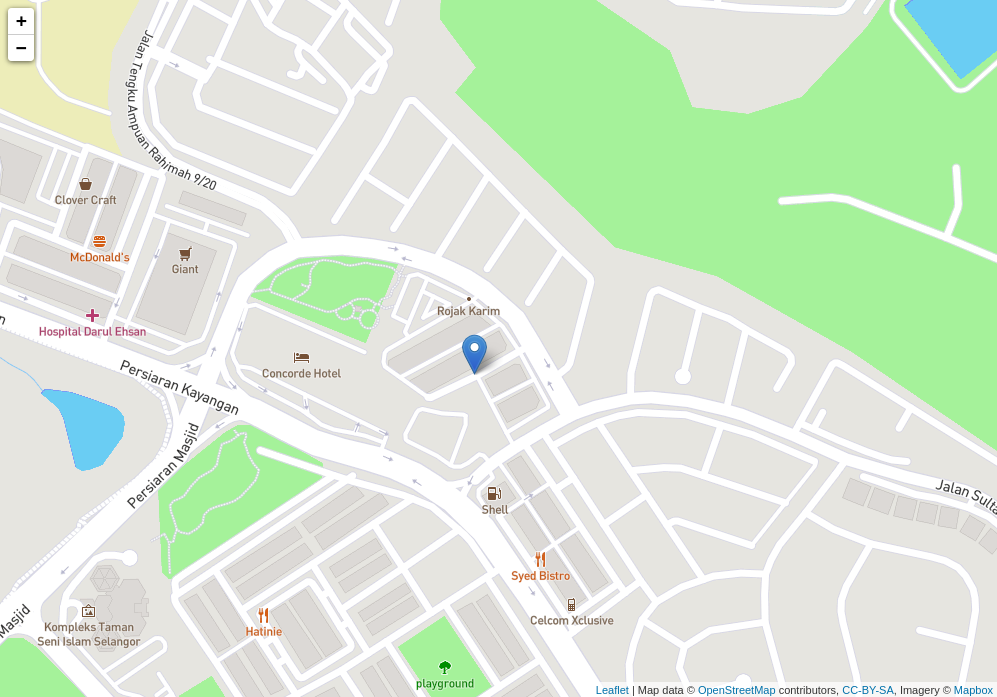 +
−
Jalan Tengku Ampuan Rahimah 9/20
Clover Craft
McDonald's
Giant
Rojak Karim
Hospital Darul Ehsan
Concorde Hotel
Persiaran Kayangan
Persiaran Masjid
Jalan Sulta
Shell
Syed Bistro
Celcom Xclusive
Masjid
Kompleks Taman
Seni Islam Selangor
Hatinie
playground
Leaflet | Map data © OpenStreetMap contributors, CC-BY-SA, Imagery © Mapbox